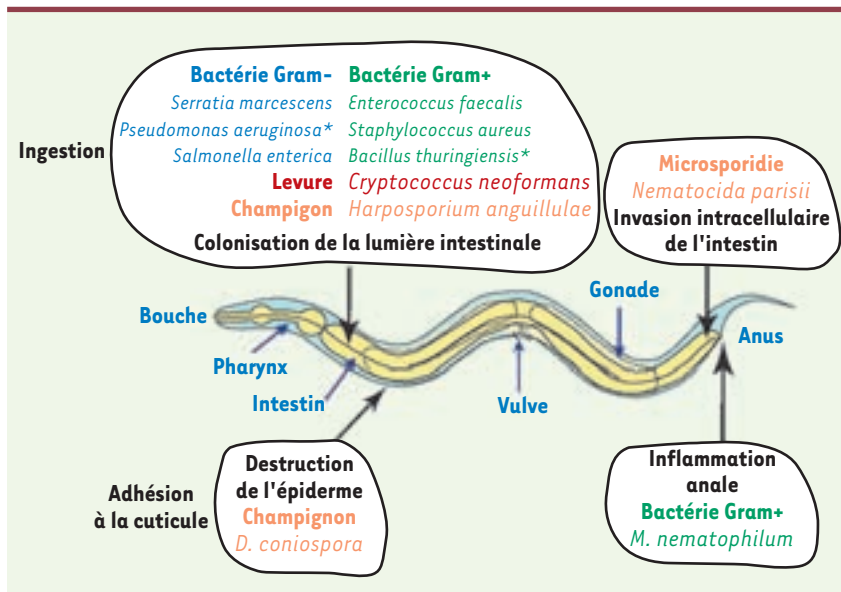 Ingestion
Bactérie Gram- Bactérie Gram+
Serratia marcescens Enterococcus faecalis
Pseudomonas aeruginosa* Staphylococcus aureus
Salmonella enterica Bacillus thuringiensis*
Levure Cryptococcus neoformans
Champigon Harposporium anguillulae
Colonisation de la lumière intestinale
Microsporidie
Nematocida parisii
Invasion intracellulaire
de l'intestin
Bouche
Pharynx
Intestin
Vulve
Gonade
Anus
Adhésion
à la cuticule
Destruction
de l'épiderme
Champignon
D. coniospora
Inflammation
anale
Bactérie Gram+
M. nematophilum